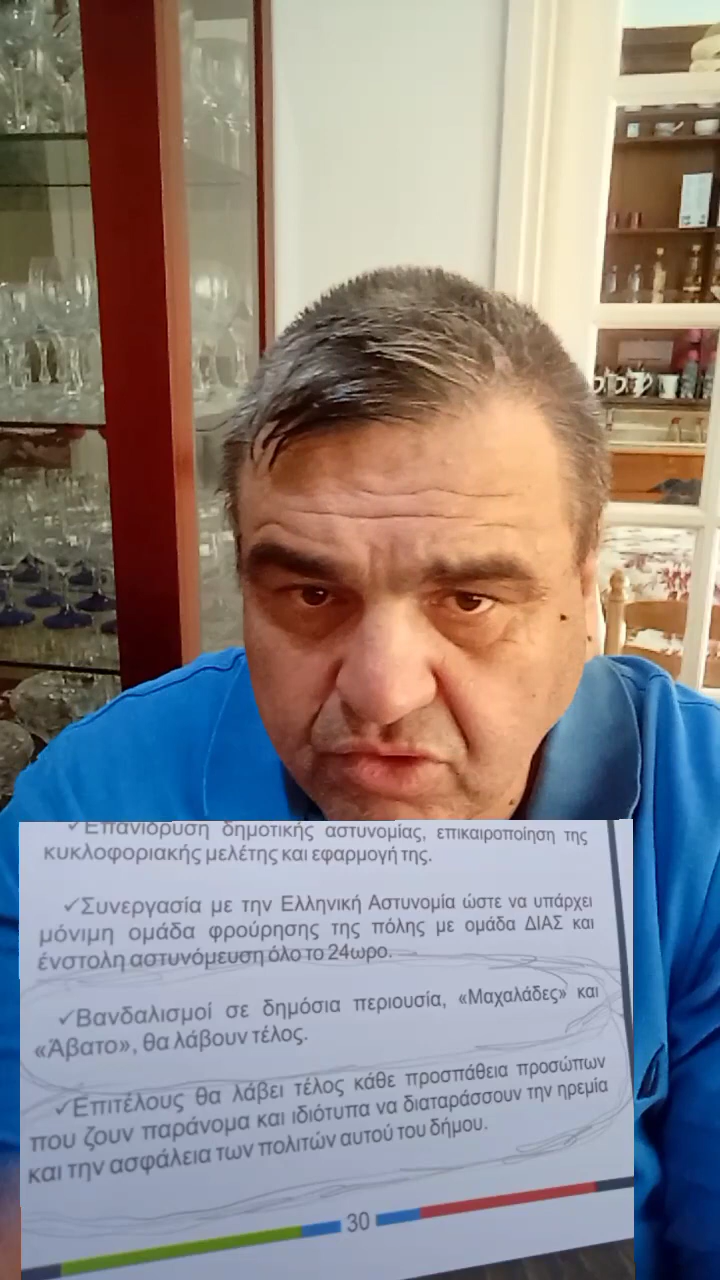 ✓Επανίδρυση δημοτικής αστυνομίας, επικαιροποίηση της
κυκλοφοριακής μελέτης και εφαρμογή της.
✓Συνεργασία με την Ελληνική Αστυνομία ώστε να υπάρχει
μόνιμη ομάδα φρούρησης της πόλης με ομάδα ΔΙΑΣ και
ένστολη αστυνόμευση όλο το 24ωρο.
✓Βανδαλισμοί σε δημόσια περιουσία, «Μαχαλάδες» και
«Άβατο», θα λάβουν τέλος.
✓Επιτέλους θα λάβει τέλος κάθε προσπάθεια προσώπων
που ζουν παράνομα και ιδιότυπα να διαταράσσουν την ηρεμία
και την ασφάλεια των πολιτών αυτού του δήμου.
30